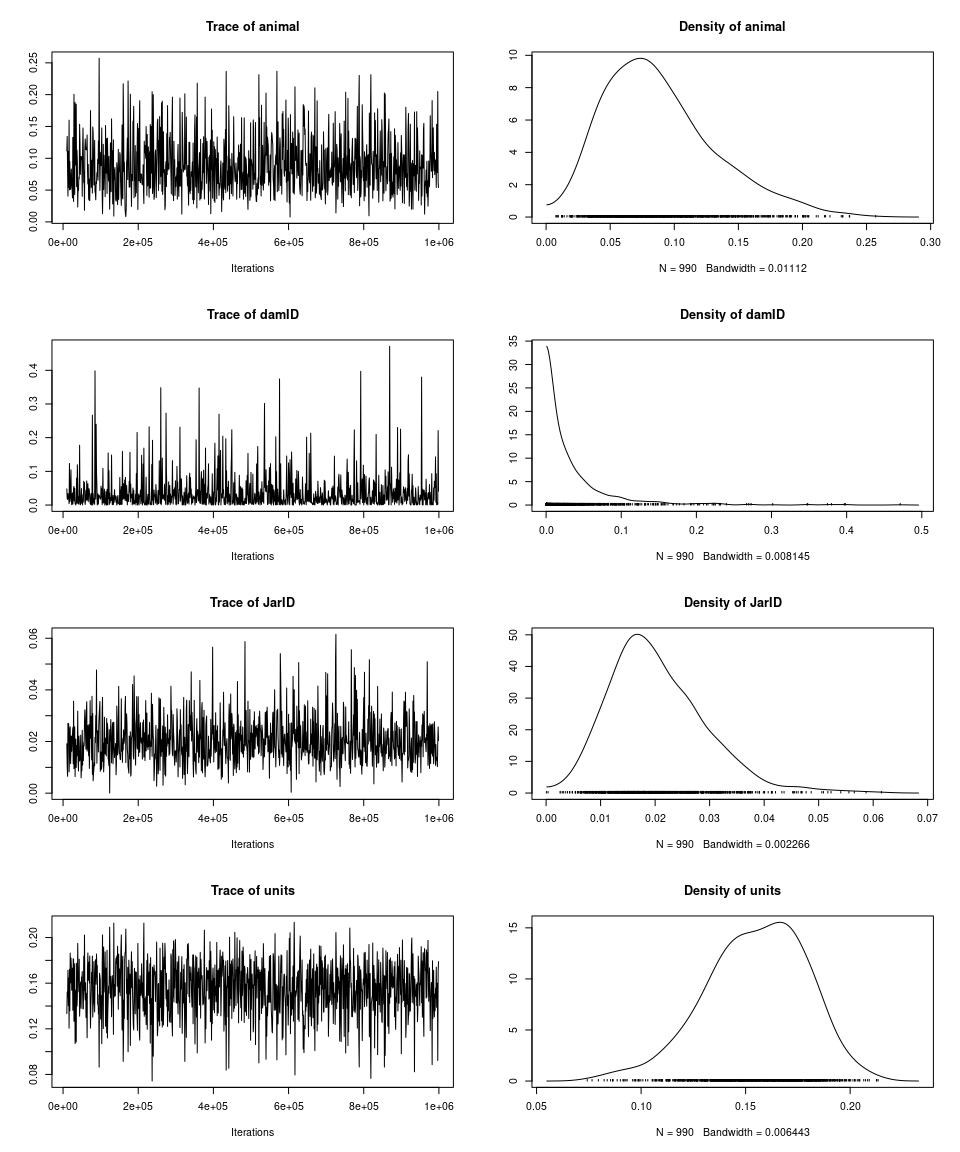 Trace of animal
0.00 0.05 0.10 0.15 0.20 0.25
0e+00 2e+05 4e+05 6e+05 8e+05 1e+06
Iterations
Density of animal
0 2 4 6 8 10
0.00 0.05 0.10 0.15 0.20 0.25 0.30
N = 990 Bandwidth = 0.01112
Trace of damID
0.0 0.1 0.2 0.3 0.4
0e+00 2e+05 4e+05 6e+05 8e+05 1e+06
Iterations
Density of damID
0 5 10 15 20 25 30 35
0.0 0.1 0.2 0.3 0.4 0.5
N = 990 Bandwidth = 0.008145
Trace of JarID
0.00 0.02 0.04 0.06
0e+00 2e+05 4e+05 6e+05 8e+05 1e+06
Iterations
Density of JarID
0 10 20 30 40 50
0.00 0.01 0.02 0.03 0.04 0.05 0.06 0.07
N = 990 Bandwidth = 0.002266
Trace of units
0.08 0.12 0.16 0.20
0e+00 2e+05 4e+05 6e+05 8e+05 1e+06
Iterations
Density of units
0 5 10 15
0.05 0.10 0.15 0.20
N = 990 Bandwidth = 0.006443